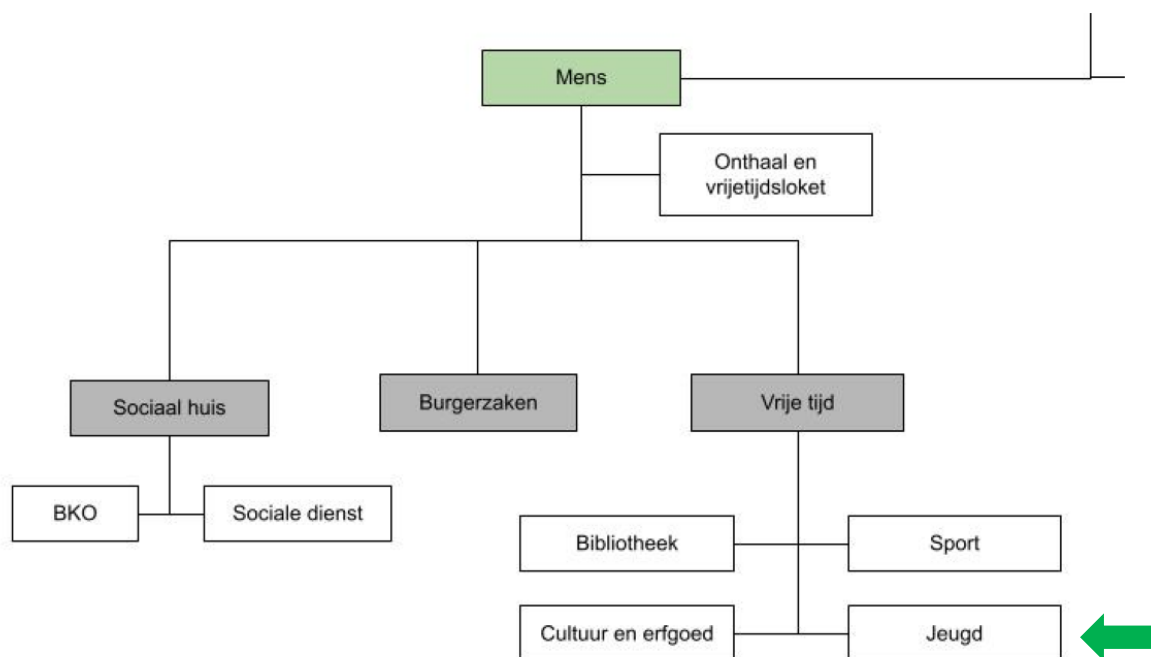 Mens
Onthaal en
vrijetijdsloket
Sociaal huis
Burgerzaken
Vrije tijd
BKO
Sociale dienst
Bibliotheek
Sport
Cultuur en erfgoed
Jeugd